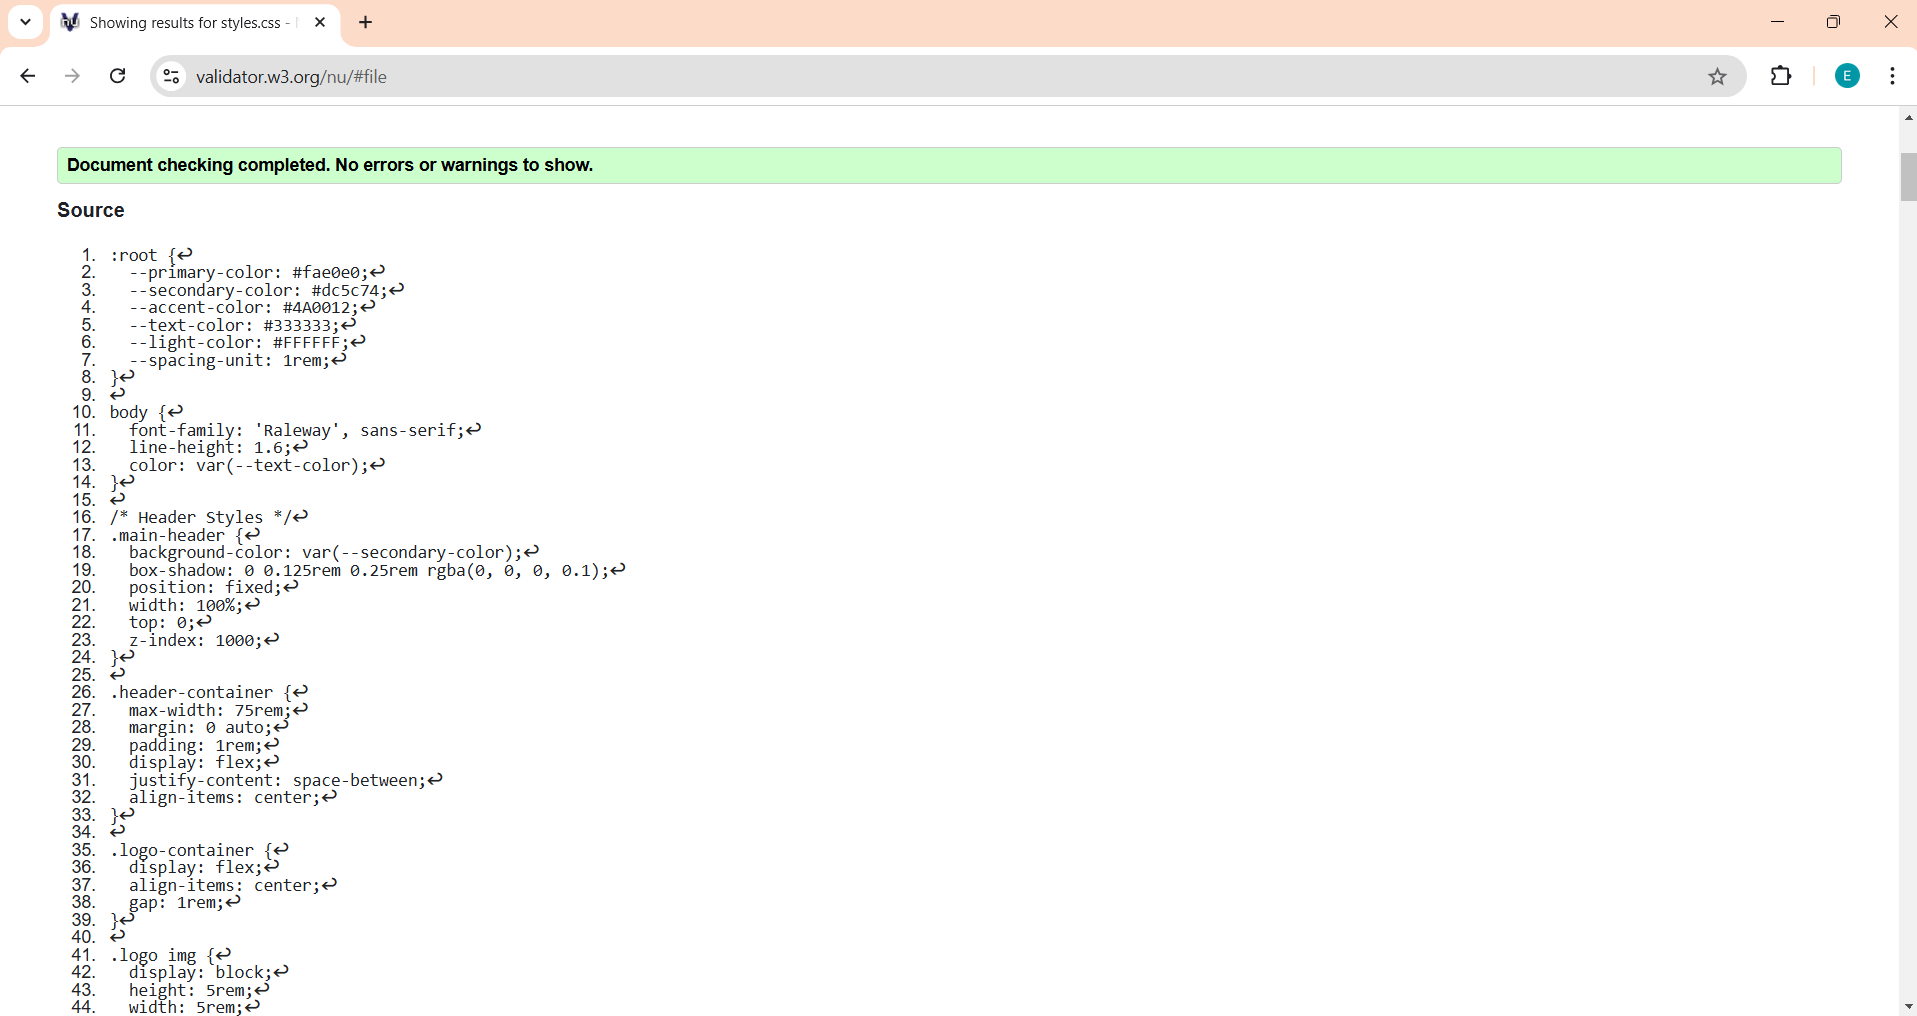 Showing results for styles.css -
validator.w3.org/nu/#file
E
Document checking completed. No errors or warnings to show.
Source
1. :root {↩
2.   --primary-color: #fae0e0;↩
3.   --secondary-color: #dc5c74;↩
4.   --accent-color: #4A0012;↩
5.   --text-color: #333333;↩
6.   --light-color: #FFFFFF;↩
7.   --spacing-unit: 1rem;↩
8. }↩
9. ↩
10. body {↩
11.   font-family: 'Raleway', sans-serif;↩
12.   line-height: 1.6;↩
13.   color: var(--text-color);↩
14. }↩
15. ↩
16. /* Header Styles */↩
17. .main-header {↩
18.   background-color: var(--secondary-color);↩
19.   box-shadow: 0 0.125rem 0.25rem rgba(0, 0, 0, 0.1);↩
20.   position: fixed;↩
21.   width: 100%;↩
22.   top: 0;↩
23.   z-index: 1000;↩
24. }↩
25. ↩
26. .header-container {↩
27.   max-width: 75rem;↩
28.   margin: 0 auto;↩
29.   padding: 1rem;↩
30.   display: flex;↩
31.   justify-content: space-between;↩
32.   align-items: center;↩
33. }↩
34. ↩
35. .logo-container {↩
36.   display: flex;↩
37.   align-items: center;↩
38.   gap: 1rem;↩
39. }↩
40. ↩
41. .logo img {↩
42.   display: block;↩
43.   height: 5rem;↩
44.   width: 5rem;↩